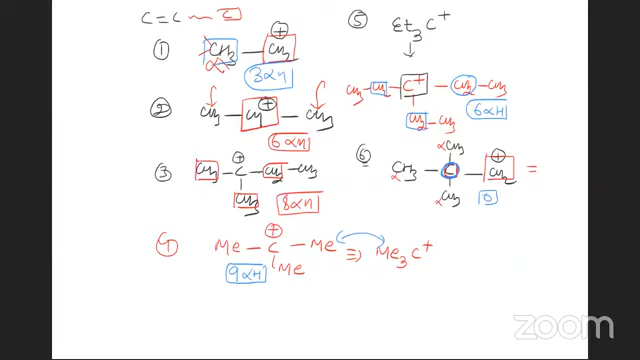 C=C C
① CH3 — CH2 ⊕
α
3αH
② CH3 — CH ⊕ — CH3
6αH
③ CH3 — C + — CH2 — CH3
CH3
8αH
④ Me — C ⊕ — Me ≡ Me3C+
Me
9αH
⑤ Et3C+
↓
CH3 — CH2 — C+ — CH2 — CH3
CH2 — CH3
6αH
⑥ αCH3
CH3 — C — CH2 ⊕ =
α
αCH3
0
zoom